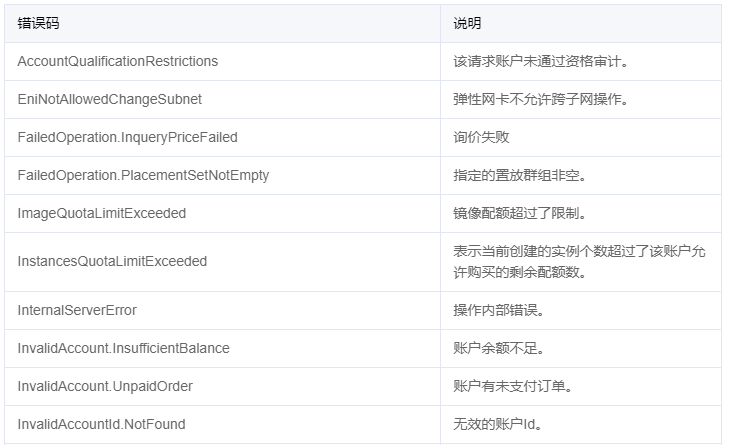 错误码 说明
AccountQualificationRestrictions 该请求账户未通过资格审计。
EniNotAllowedChangeSubnet 弹性网卡不允许跨子网操作。
FailedOperation.InqueryPriceFailed 询价失败
FailedOperation.PlacementSetNotEmpty 指定的置放群组非空。
ImageQuotaLimitExceeded 镜像配额超过了限制。
InstancesQuotaLimitExceeded 表示当前创建的实例个数超过了该账户允
许购买的剩余配额数。
InternalServerError 操作内部错误。
InvalidAccount.InsufficientBalance 账户余额不足。
InvalidAccount.UnpaidOrder 账户有未支付订单。
InvalidAccountId.NotFound 无效的账户Id。